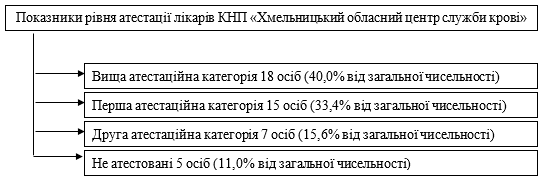 Показники рівня атестації лікарів КНП «Хмельницький обласний центр служби крові»
Вища атестаційна категорія 18 осіб (40,0% від загальної чисельності)
Перша атестаційна категорія 15 осіб (33,4% від загальної чисельності)
Друга атестаційна категорія 7 осіб (15,6% від загальної чисельності)
Не атестовані 5 осіб (11,0% від загальної чисельності)